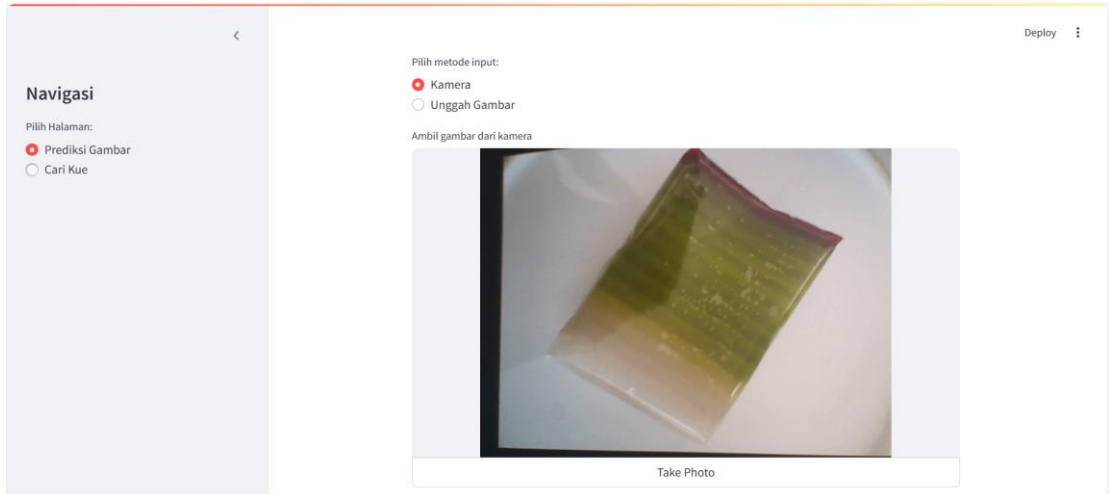 Deploy
Navigasi
Pilih Halaman:
Prediksi Gambar
Cari Kue
Pilih metode input:
Kamera
Unggah Gambar
Ambil gambar dari kamera
Take Photo